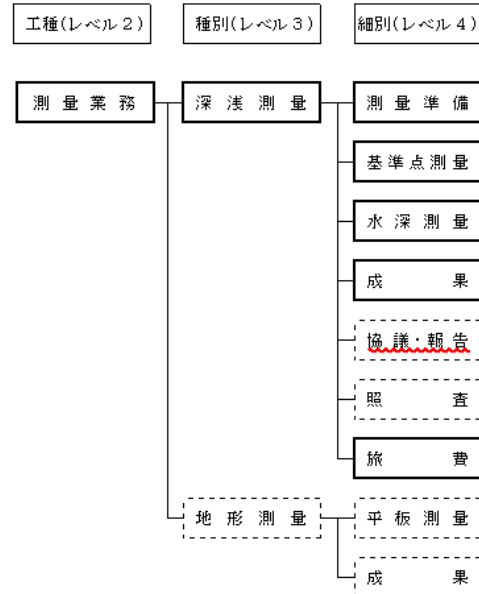 工種(レベル2) 種別(レベル3) 細別(レベル4)
測量業務 深浅測量 測量準備
基準点測量
水深測量
成果
協議・報告
照査
旅費
地形測量 平板測量
成果